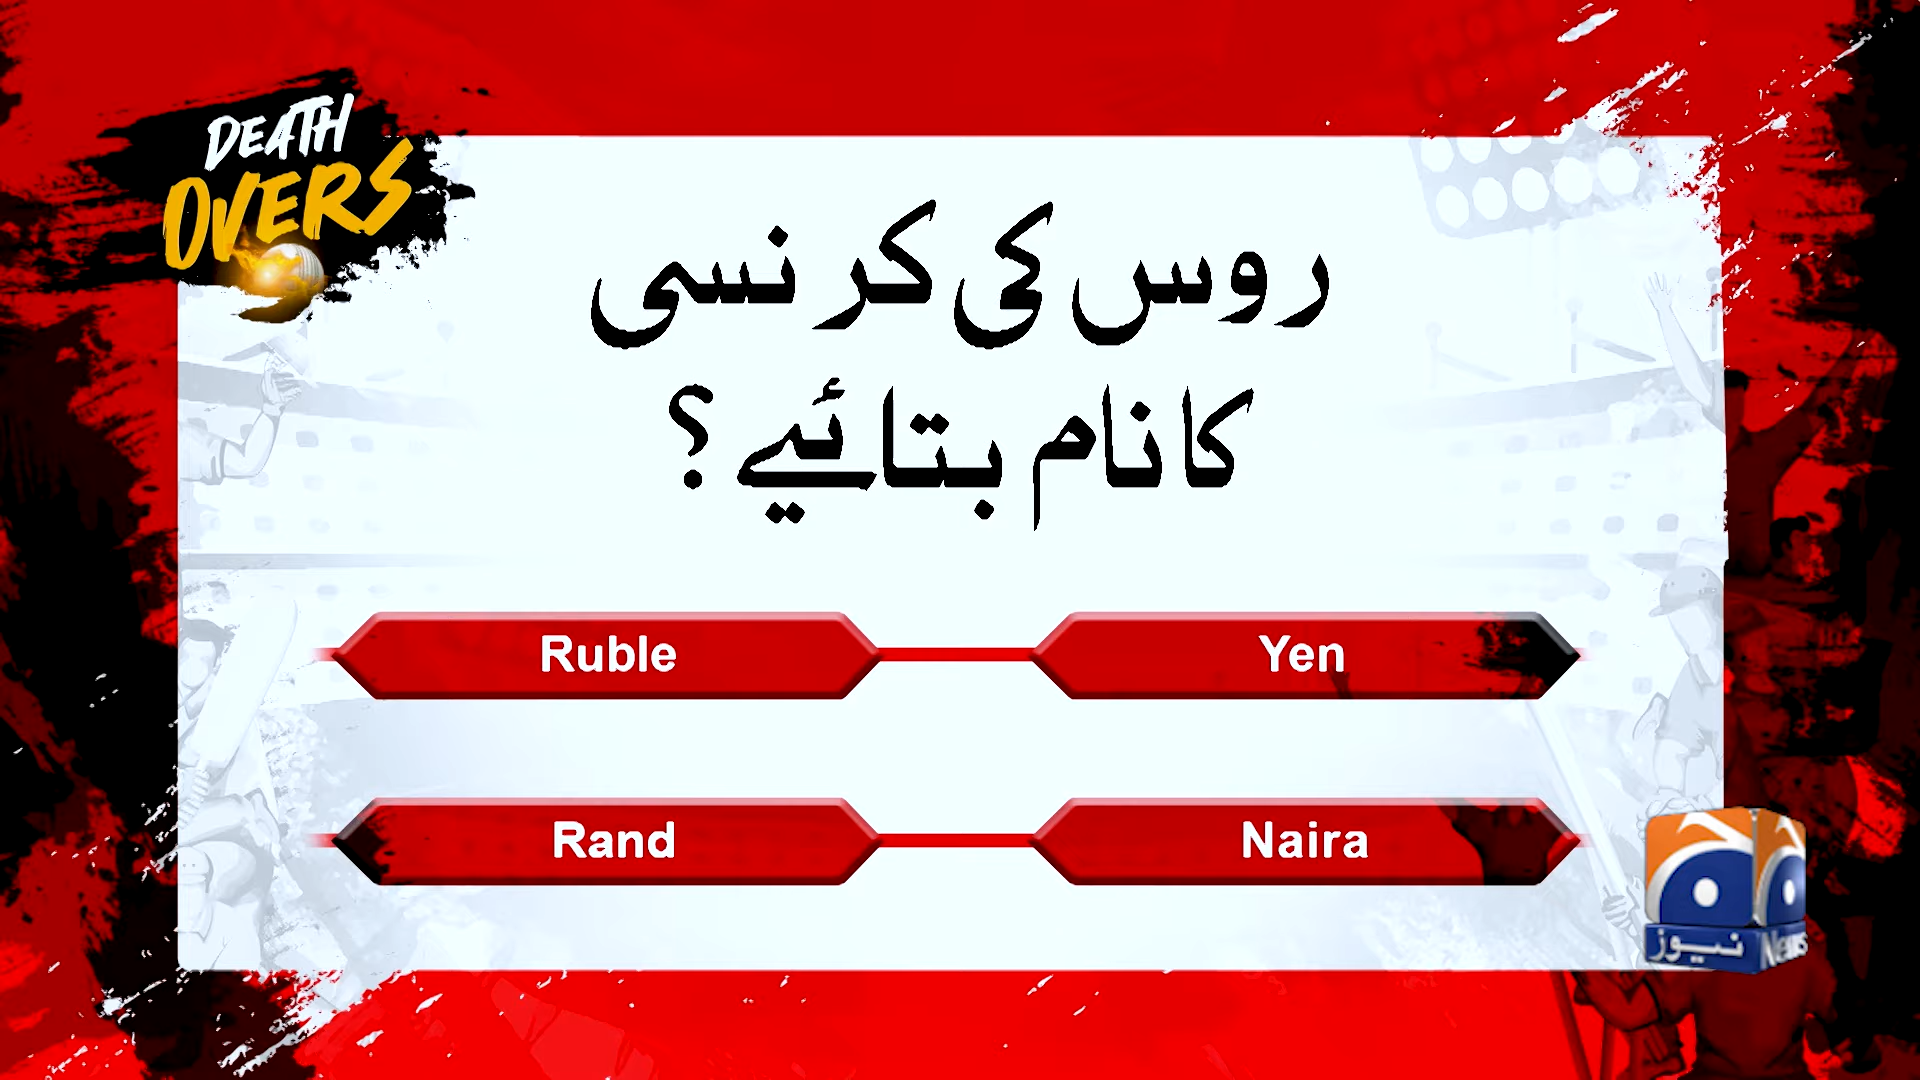 DEATH
OVERS
روس کی کرنسی
کا نام بتائیے؟
Ruble
Yen
Rand
Naira
نیوز News